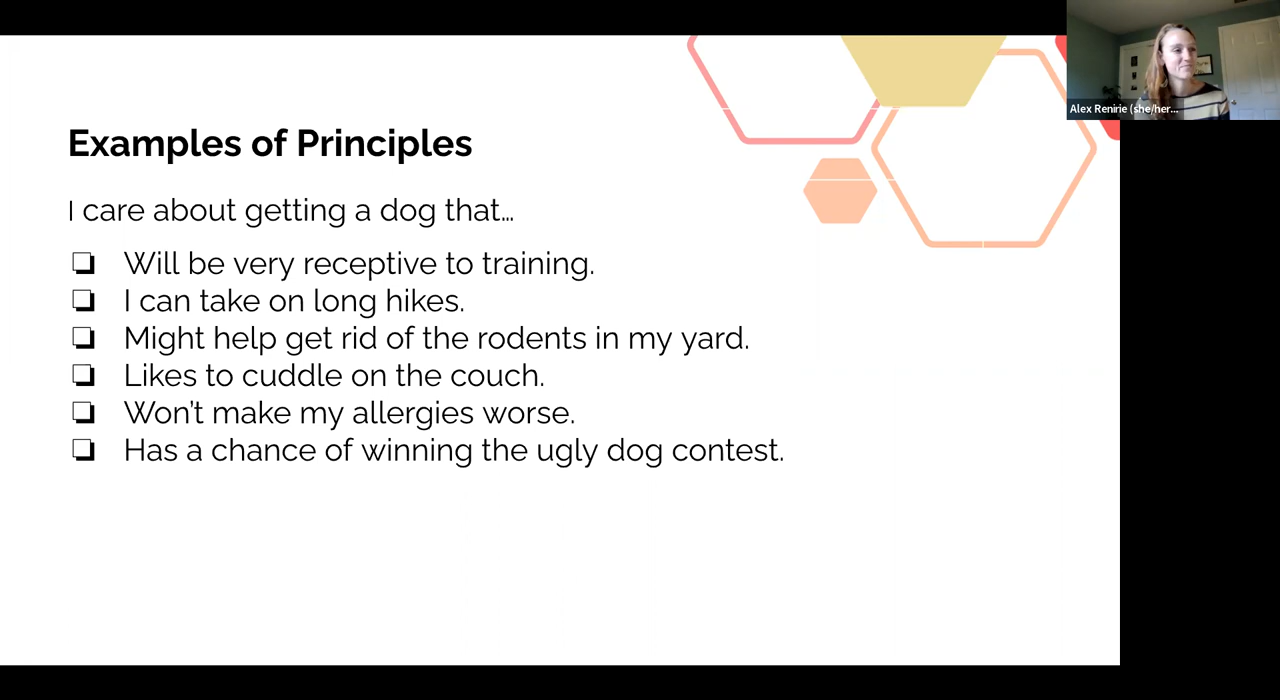 Alex Renirie (she/her...
Examples of Principles
I care about getting a dog that...
❏ Will be very receptive to training.
❏ I can take on long hikes.
❏ Might help get rid of the rodents in my yard.
❏ Likes to cuddle on the couch.
❏ Won't make my allergies worse.
❏ Has a chance of winning the ugly dog contest.